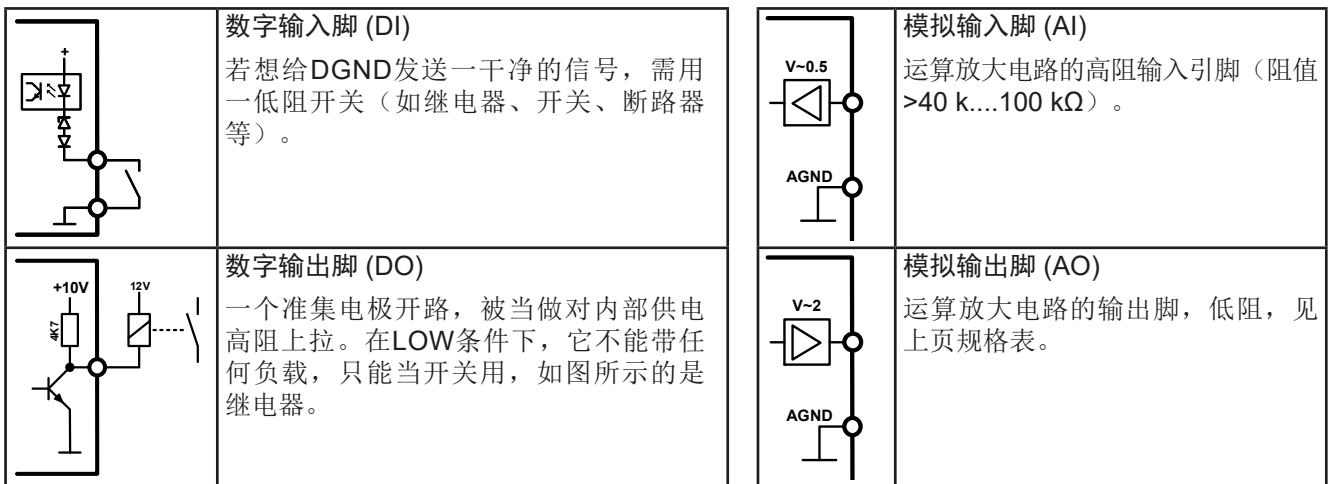 数字输入脚 (DI)
若想给DGND发送一干净的信号，需用
一低阻开关（如继电器、开关、断路器
等）。
+
模拟输入脚 (AI)
运算放大电路的高阻输入引脚（阻值
>40 k....100 kΩ）。
V~0.5
AGND
数字输出脚 (DO)
一个准集电极开路，被当做对内部供电
高阻上拉。在LOW条件下，它不能带任
何负载，只能当开关用，如图所示的是
继电器。
+10V
12V
4K7
模拟输出脚 (AO)
运算放大电路的输出脚，低阻，见
上页规格表。
V~2
AGND